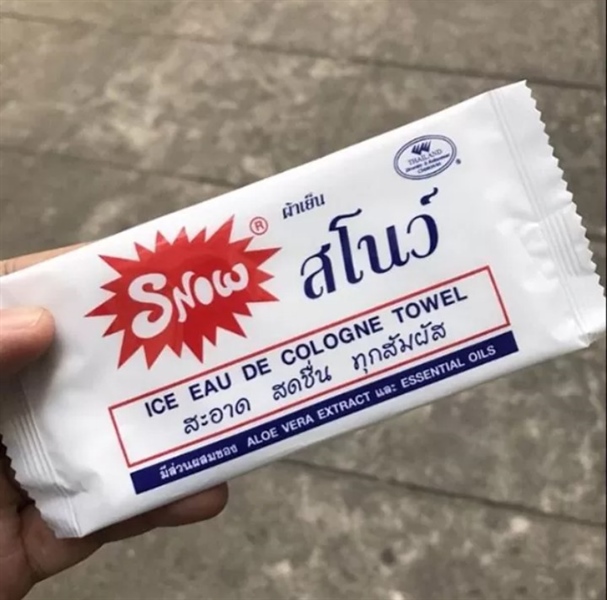 THAILAND
ผ้าเย็น
®
SNOW
สโนว์
ICE EAU DE COLOGNE TOWEL
สะอาด สดชื่น ทุกสัมผัส
มีส่วนผสมของ ALOE VERA EXTRACT และ ESSENTIAL OILS